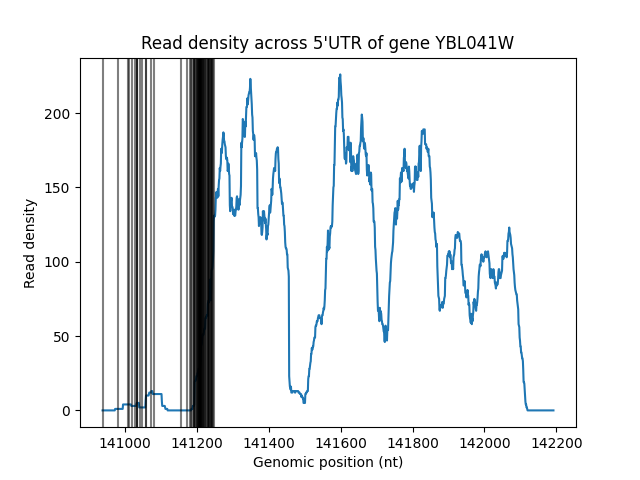 Read density across 5'UTR of gene YBL041W
Read density
200
150
100
50
0
141000 141200 141400 141600 141800 142000 142200
Genomic position (nt)